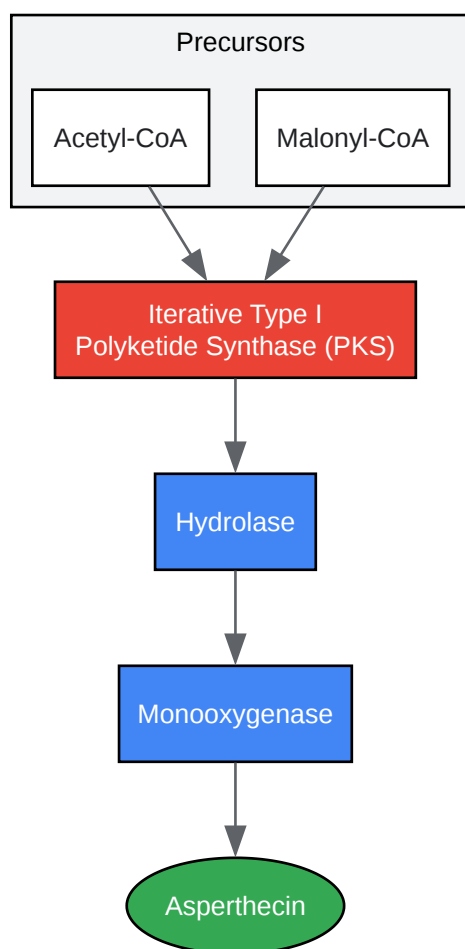 Precursors
Acetyl-CoA
Malonyl-CoA
Iterative Type I
Polyketide Synthase (PKS)
Hydrolase
Monooxygenase
Asperthecin